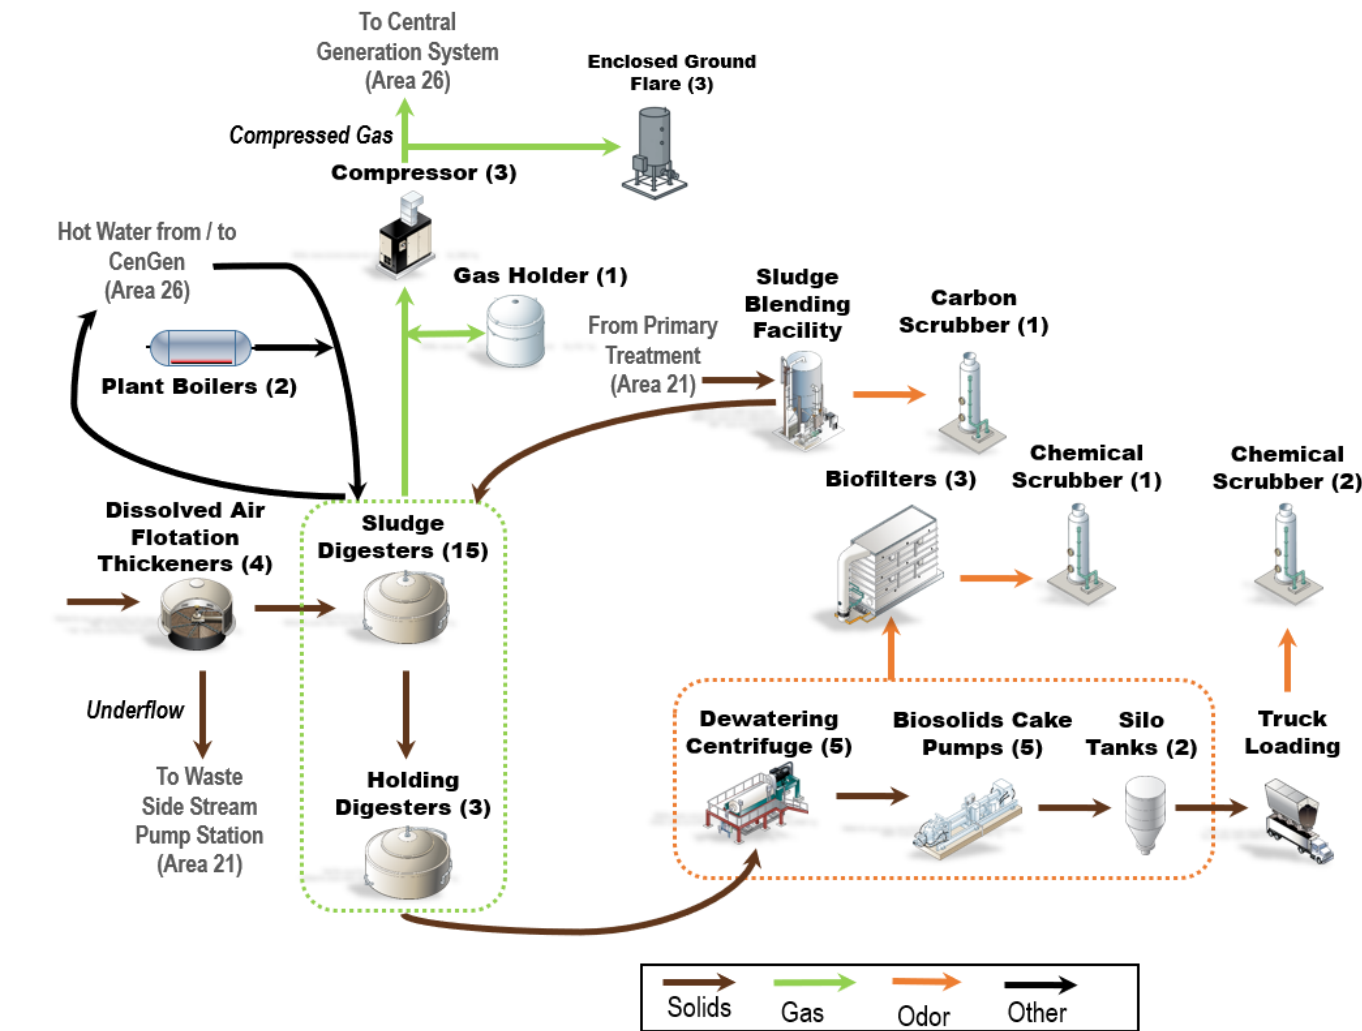 To Central
Generation System
(Area 26)
Enclosed Ground
Flare (3)
Compressed Gas
Compressor (3)
Hot Water from / to
CenGen
(Area 26)
Gas Holder (1)
Sludge
Blending
Facility
Carbon
Scrubber (1)
From Primary
Treatment
(Area 21)
Plant Boilers (2)
Biofilters (3)
Chemical
Scrubber (1)
Chemical
Scrubber (2)
Dissolved Air
Flotation
Thickeners (4)
Sludge
Digesters (15)
Underflow
Dewatering
Centrifuge (5)
Biosolids Cake
Pumps (5)
Silo
Tanks (2)
Truck
Loading
To Waste
Side Stream
Pump Station
(Area 21)
Holding
Digesters (3)
Solids
Gas
Odor
Other